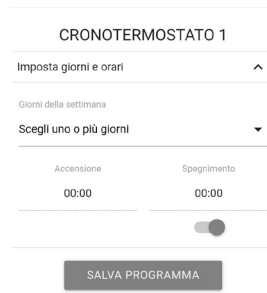 CRONOTERMOSTATO 1
Imposta giorni e orari
Giorni della settimana
Scegli uno o più giorni
Accensione Spegnimento
00:00 00:00
SALVA PROGRAMMA